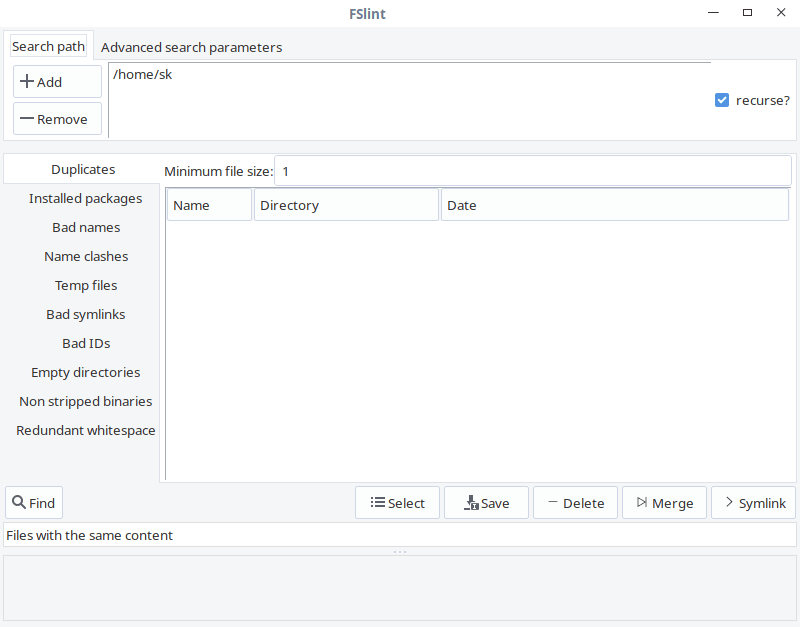 FSlint
Search path Advanced search parameters
Add
Remove
/home/sk
recurse?
Duplicates
Installed packages
Bad names
Name clashes
Temp files
Bad symlinks
Bad IDs
Empty directories
Non stripped binaries
Redundant whitespace
Minimum file size: 1
Name Directory Date
Find Select Save Delete Merge Symlink
Files with the same content